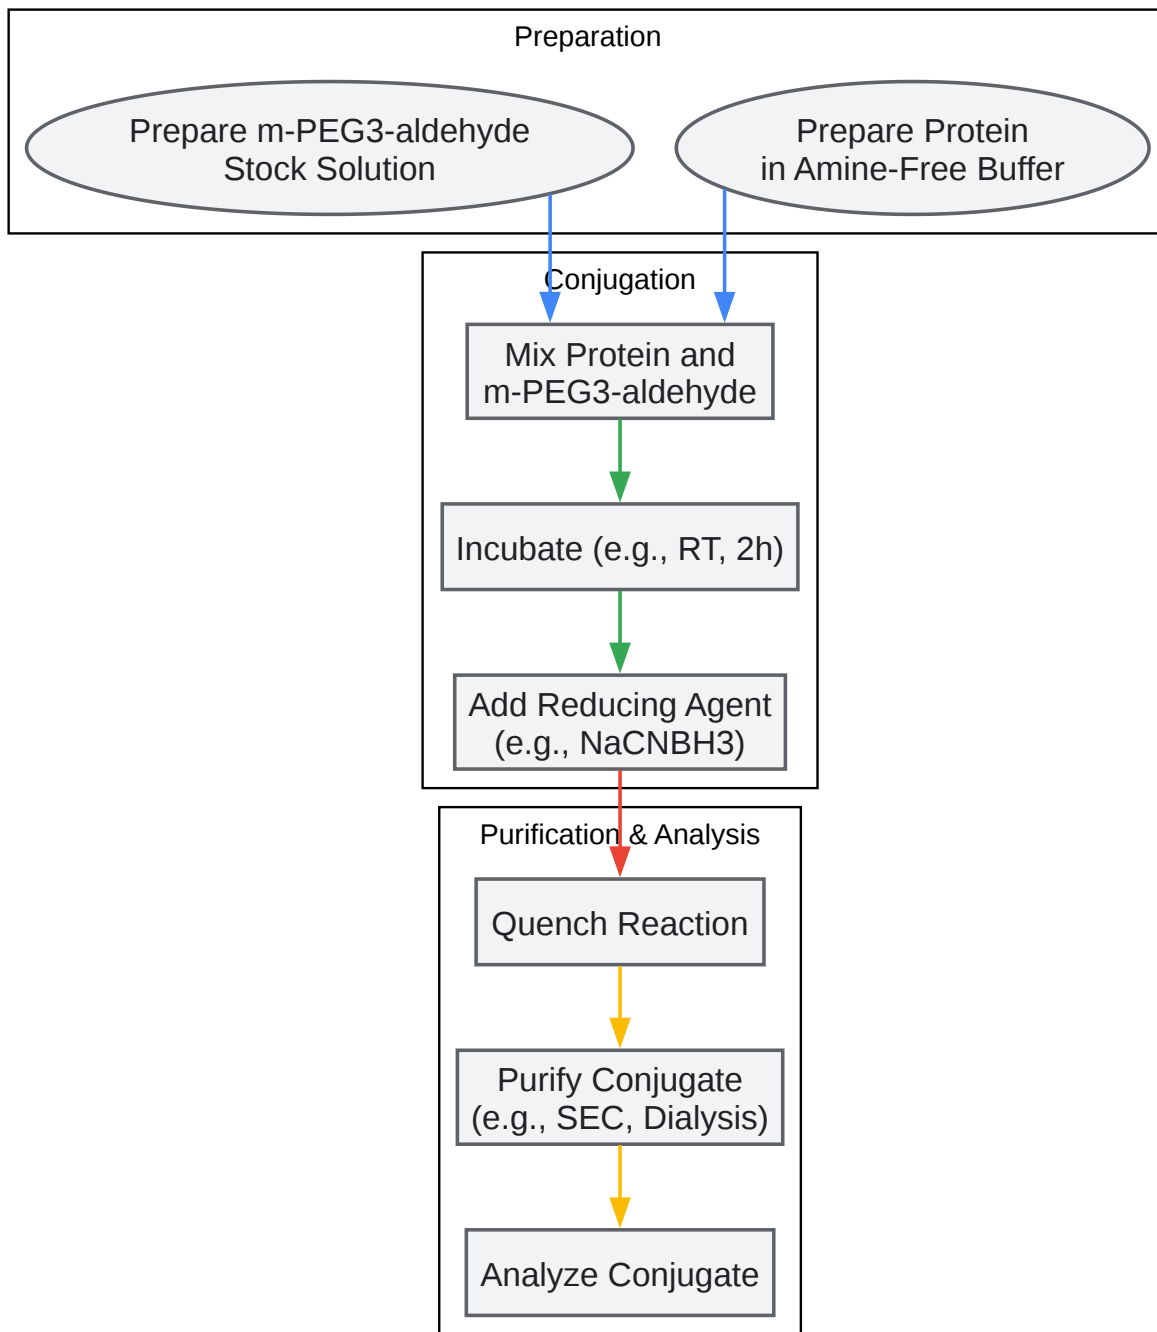 Preparation
Prepare m-PEG3-aldehyde
Stock Solution
Prepare Protein
in Amine-Free Buffer
Conjugation
Mix Protein and
m-PEG3-aldehyde
Incubate (e.g., RT, 2h)
Add Reducing Agent
(e.g., NaCNBH3)
Purification & Analysis
Quench Reaction
Purify Conjugate
(e.g., SEC, Dialysis)
Analyze Conjugate